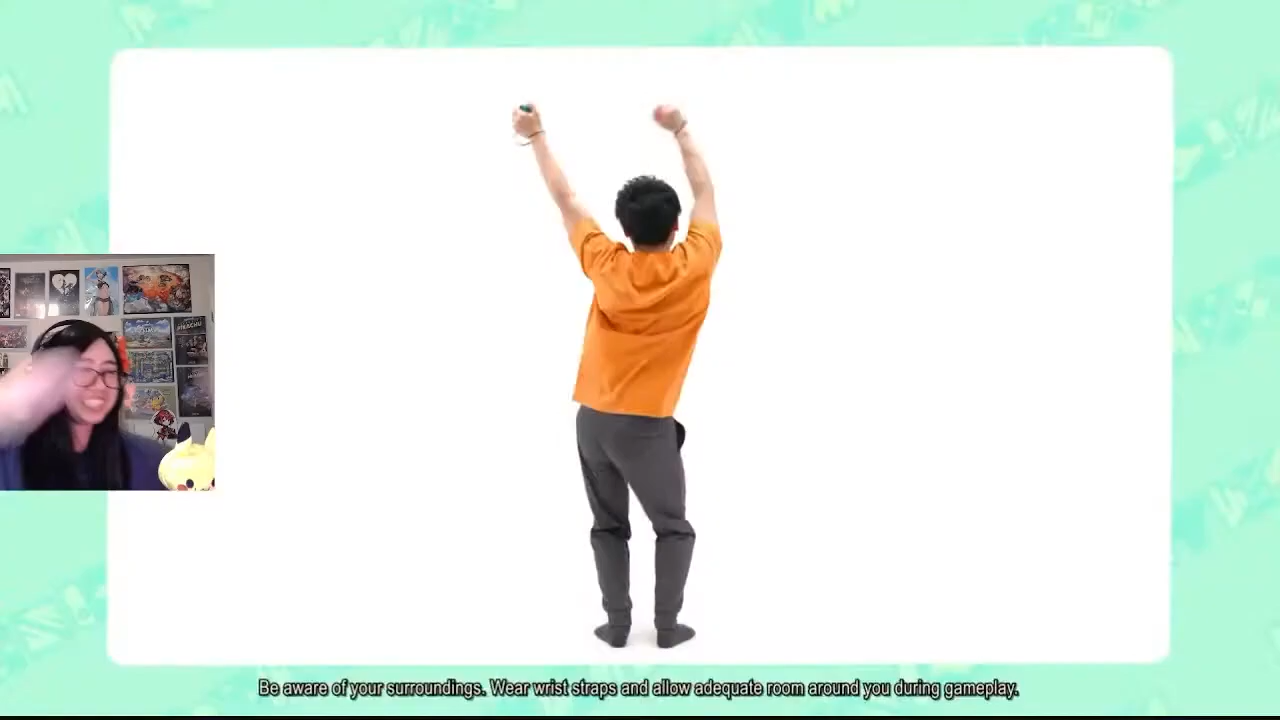 Be aware of your surroundings. Wear wrist straps and allow adequate room around you during gameplay.